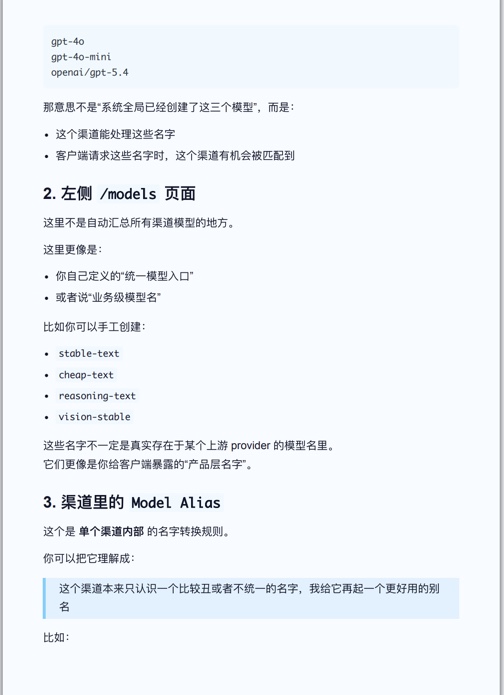 gpt-4o
gpt-4o-mini
openai/gpt-5.4
那意思不是“系统全局已经创建了这三个模型”，而是：
• 这个渠道能处理这些名字
• 客户端请求这些名字时，这个渠道有机会被匹配到
2. 左侧 /models 页面
这里不是自动汇总所有渠道模型的地方。
这里更像是：
• 你自己定义的“统一模型入口”
• 或者说“业务级模型名”
比如你可以手工创建：
• stable-text
• cheap-text
• reasoning-text
• vision-stable
这些名字不一定是真实存在于某个上游 provider 的模型名里。
它们更像是你给客户端暴露的“产品层名字”。
3. 渠道里的 Model Alias
这个是 单个渠道内部 的名字转换规则。
你可以把它理解成：
这个渠道本来只认识一个比较丑或者不统一的名字，我给它再起一个更好用的别
名
比如：